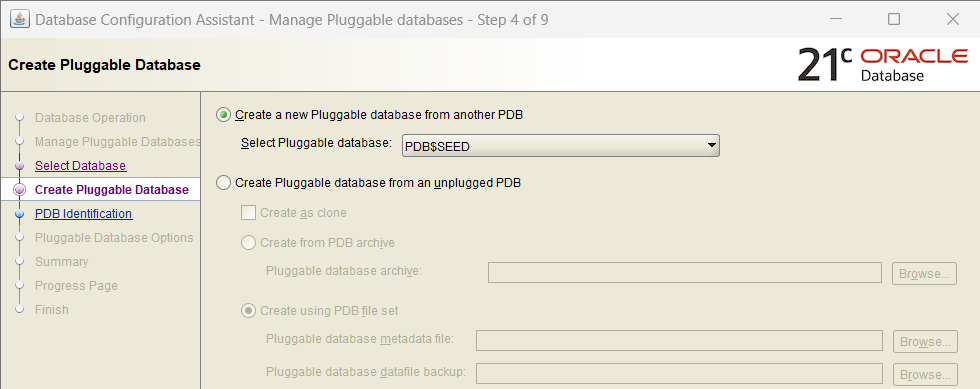 Database Configuration Assistant - Manage Pluggable databases - Step 4 of 9
Create Pluggable Database
21c ORACLE
Database
Database Operation
Manage Pluggable Databases
Select Database
Create Pluggable Database
PDB Identification
Pluggable Database Options
Summary
Progress Page
Finish
Create a new Pluggable database from another PDB
Select Pluggable database: PDB$SEED
Create Pluggable database from an unplugged PDB
Create as clone
Create from PDB archive
Pluggable database archive: Browse...
Create using PDB file set
Pluggable database metadata file: Browse...
Pluggable database datafile backup: Browse...